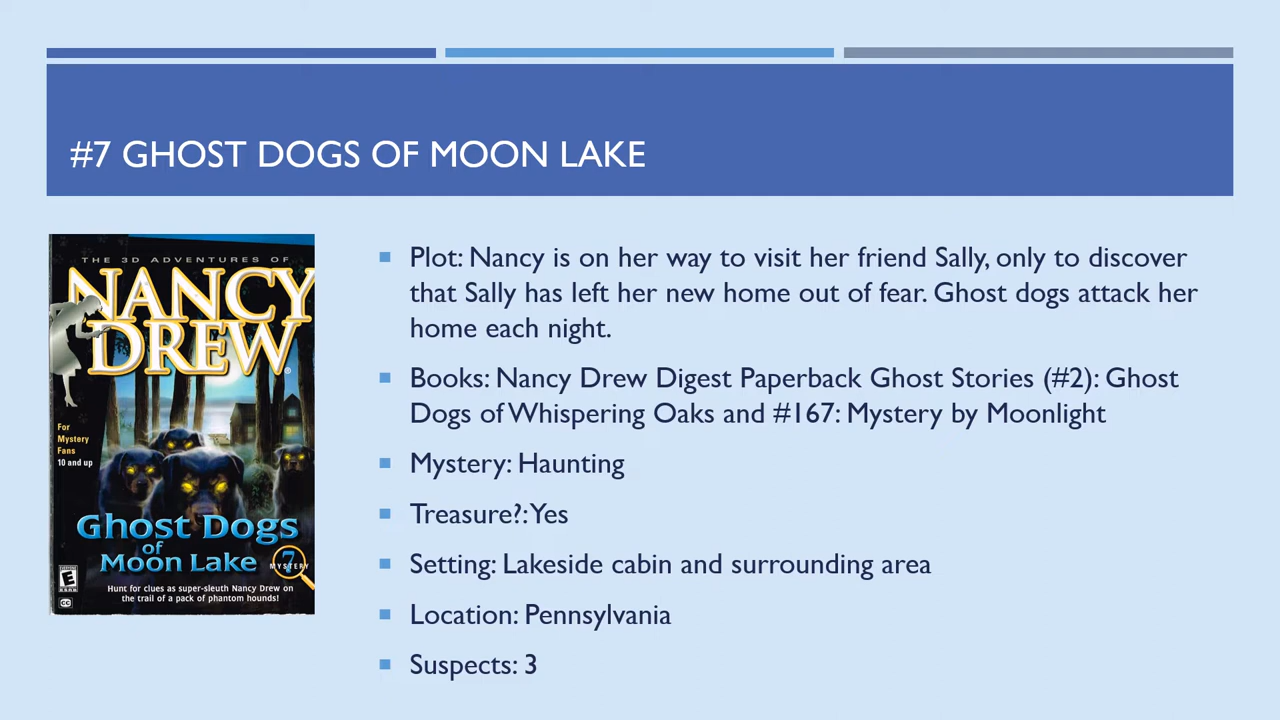 #7 GHOST DOGS OF MOON LAKE
THE 3D ADVENTURES OF
NANCY
DREW
®
For
Mystery
Fans
10 and up
Ghost Dogs
of
Moon Lake
7
MYSTERY
E
CC
Hunt for clues as super-sleuth Nancy Drew on
the trail of a pack of phantom hounds!
Plot: Nancy is on her way to visit her friend Sally, only to discover
that Sally has left her new home out of fear. Ghost dogs attack her
home each night.
Books: Nancy Drew Digest Paperback Ghost Stories (#2): Ghost
Dogs of Whispering Oaks and #167: Mystery by Moonlight
Mystery: Haunting
Treasure?: Yes
Setting: Lakeside cabin and surrounding area
Location: Pennsylvania
Suspects: 3